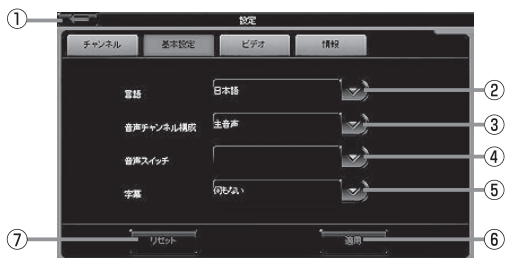 ①
設定
チャンネル 基本設定 ビデオ 情報
言語 日本語 ②
音声チャンネル構成 主音声 ③
音声スイッチ ④
字幕 何もない ⑤
⑦ リセット 適用 ⑥